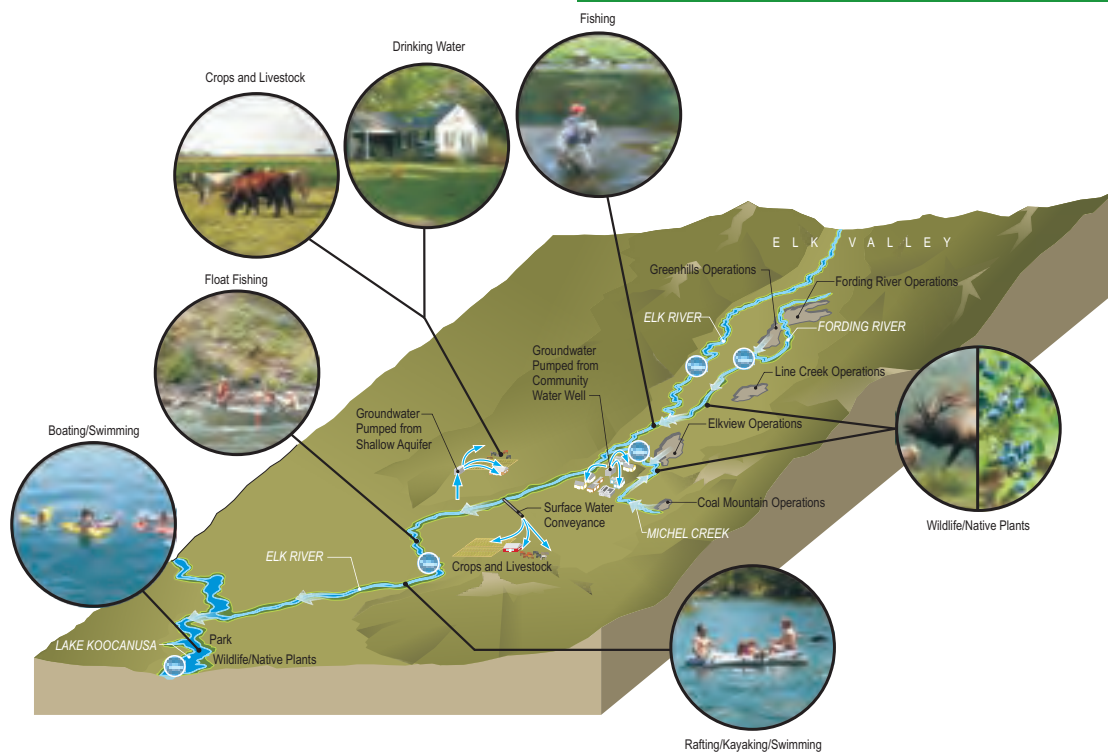 Fishing
Drinking Water
Crops and Livestock
ELK VALLEY
Greenhills Operations
Fording River Operations
Float Fishing
ELK RIVER
FORDING RIVER
Groundwater
Pumped from
Community
Water Well
Line Creek Operations
Groundwater
Pumped from
Shallow Aquifer
Elkview Operations
Boating/Swimming
Coal Mountain Operations
Surface Water
Conveyance
MICHEL CREEK
Wildlife/Native Plants
ELK RIVER
Crops and Livestock
Park
LAKE KOOCANUSA
Wildlife/Native Plants
Rafting/Kayaking/Swimming